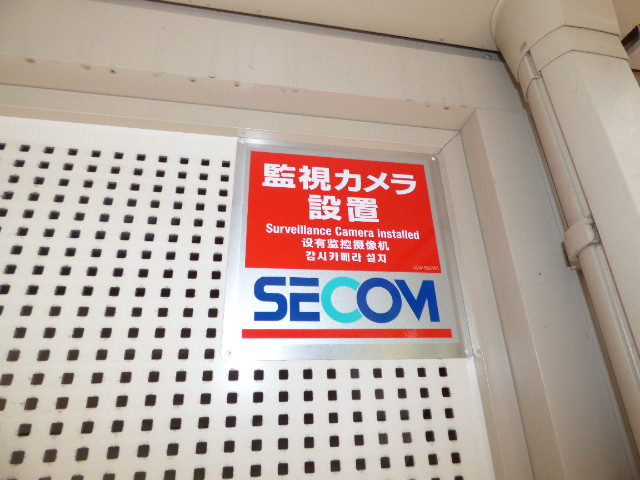 監視カメラ
設置
Surveillance Camera Installed
设有监控摄像机
감시카메라 설치
SECOM